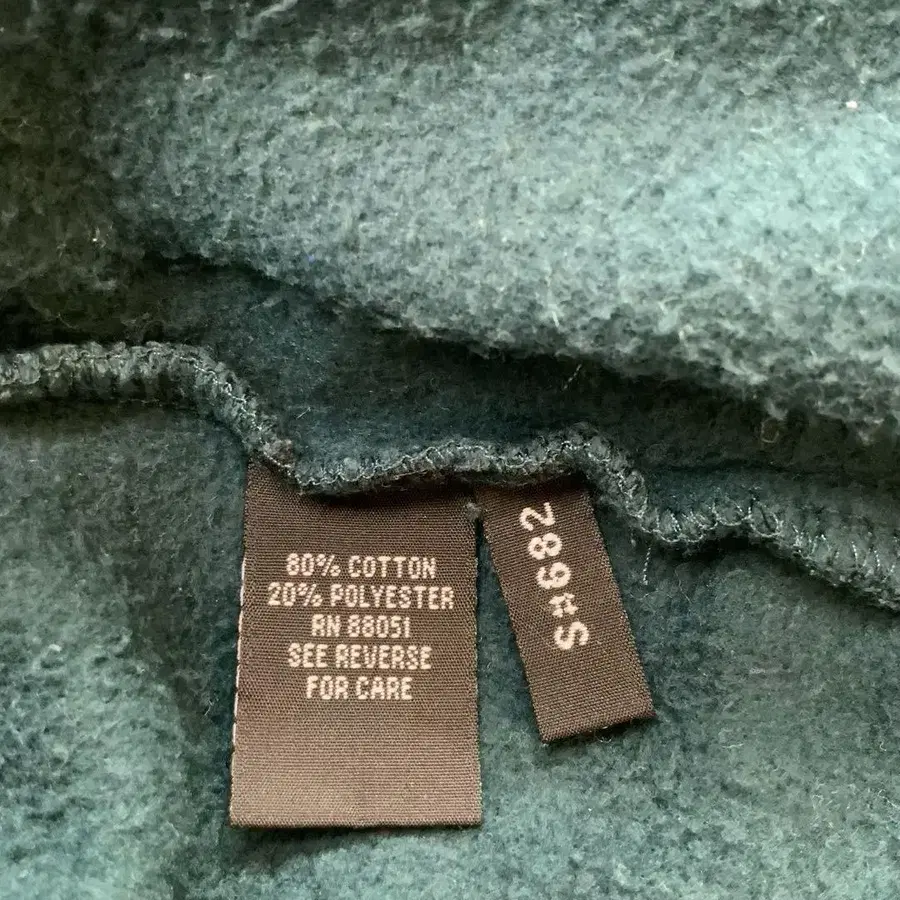 80% COTTON
20% POLYESTER
RN 88051
SEE REVERSE
FOR CARE
S#682